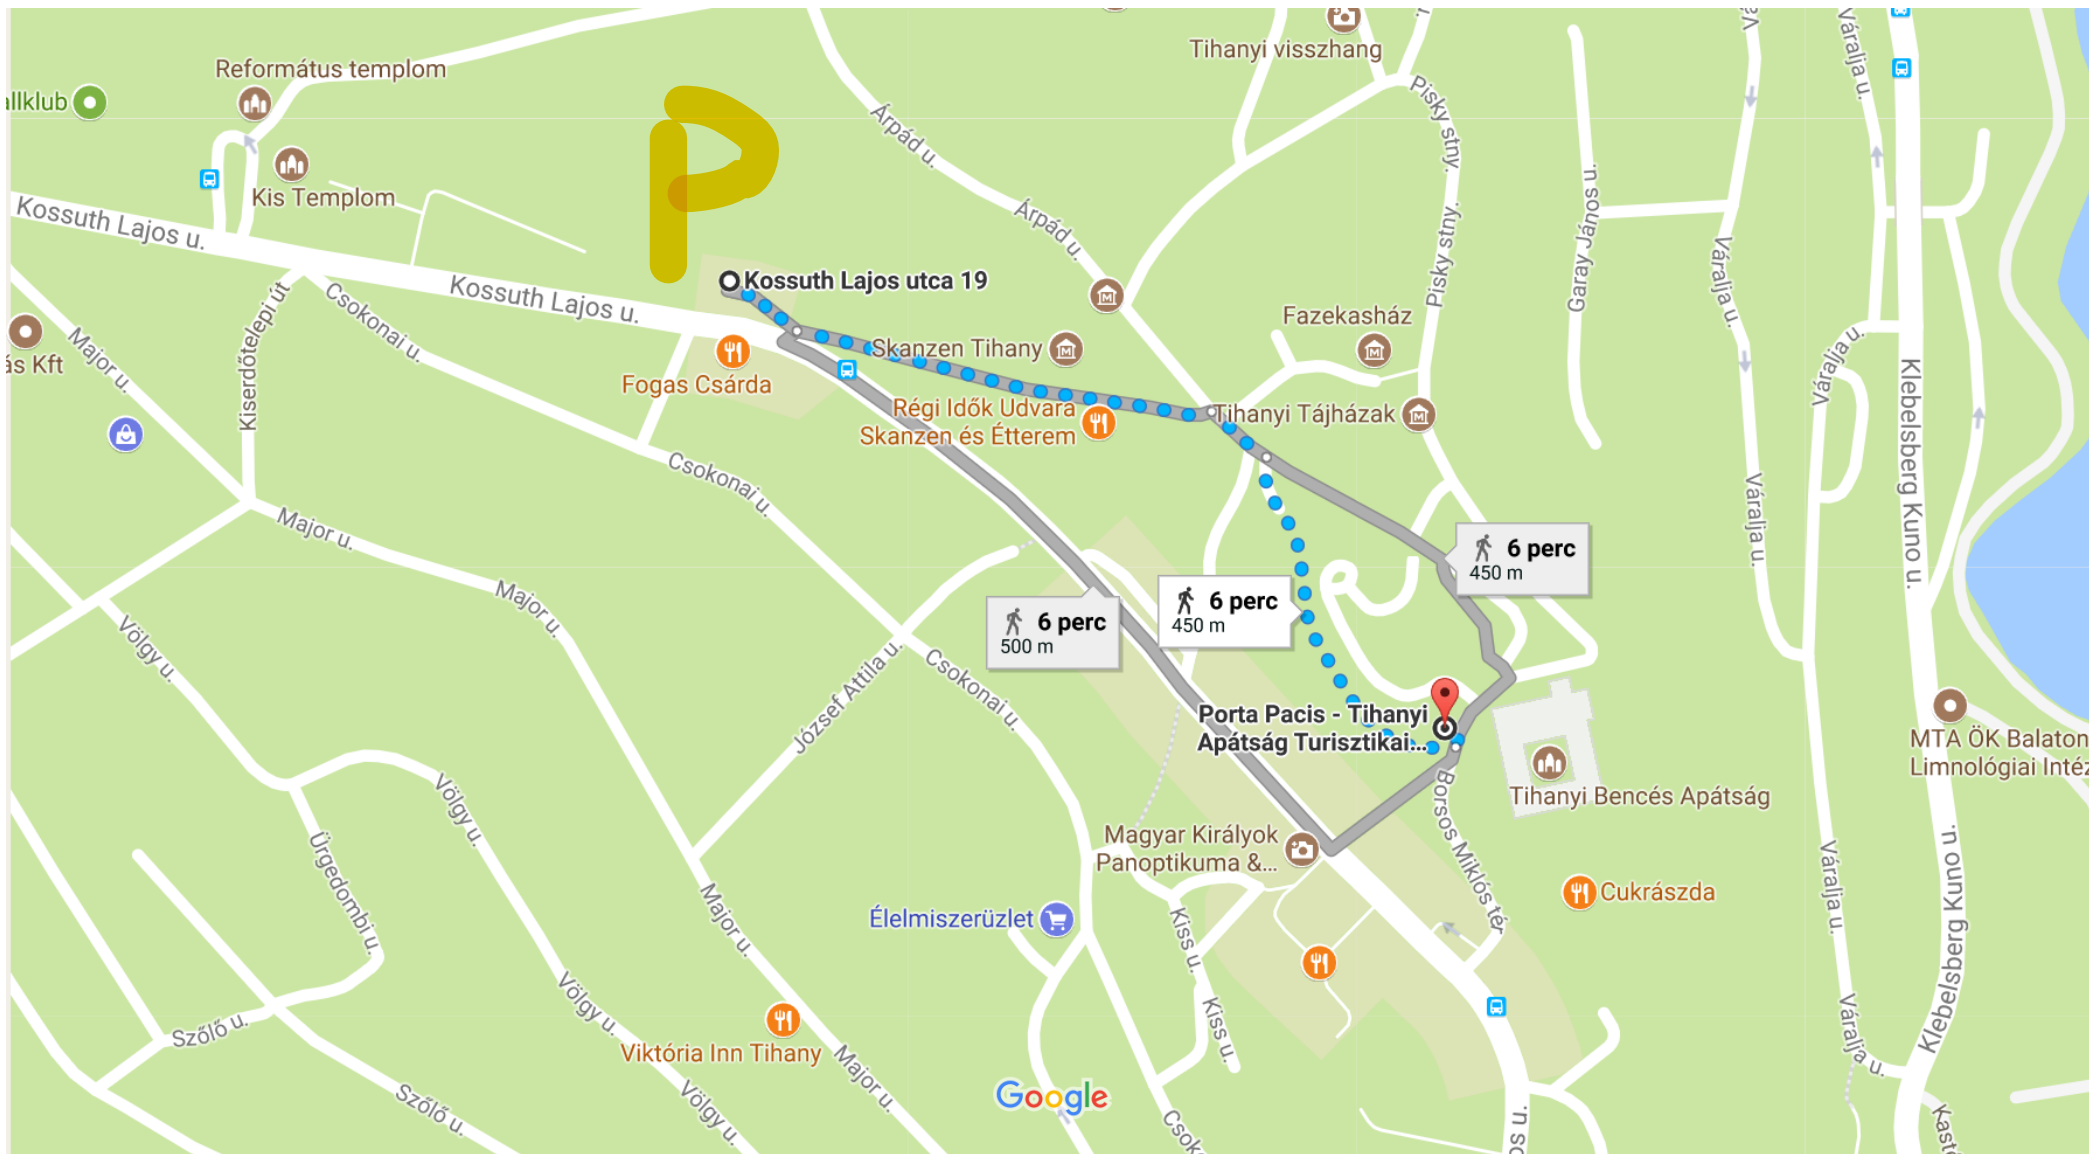 Tihanyi visszhang
Református templom
allklub
Kis Templom
P
Árpád u.
Pisky stny.
Váralja u.
Kossuth Lajos u.
Kossuth Lajos utca 19
Kossuth Lajos u.
Árpád u.
Pisky stny.
Garay János u.
Váralja u.
Kiserdőtelepi út
Csokonai u.
Major u.
ás Kft
Fogas Csárda
Skanzen Tihany
Fazekasház
Váralja u.
Klebelsberg Kuno u.
Régi Idők Udvara
Skanzen és Étterem
Tihanyi Tájházak
Csokonai u.
Major u.
Váralja u.
6 perc
450 m
6 perc
450 m
6 perc
500 m
Major u.
Völgy u.
József Attila u.
Csokonai u.
Porta Pacis - Tihanyi
Apátság Turisztikai...
Borsos Miklós tér
Tihanyi Bencés Apátság
MTA ÖK Balaton
Limnológiai Inté
Völgy u.
Ürgedombi u.
Magyar Királyok
Panoptikuma &...
Cukrászda
Váralja u.
Klebelsberg Kuno u.
Major u.
Élelmiszerüzlet
Kiss u.
Kiss u.
Völgy u.
Szőlő u.
Viktória Inn Tihany
Major u.
Váralja u.
Google
Szőlő u.
Völgy u.
Csok
os u.
Kast